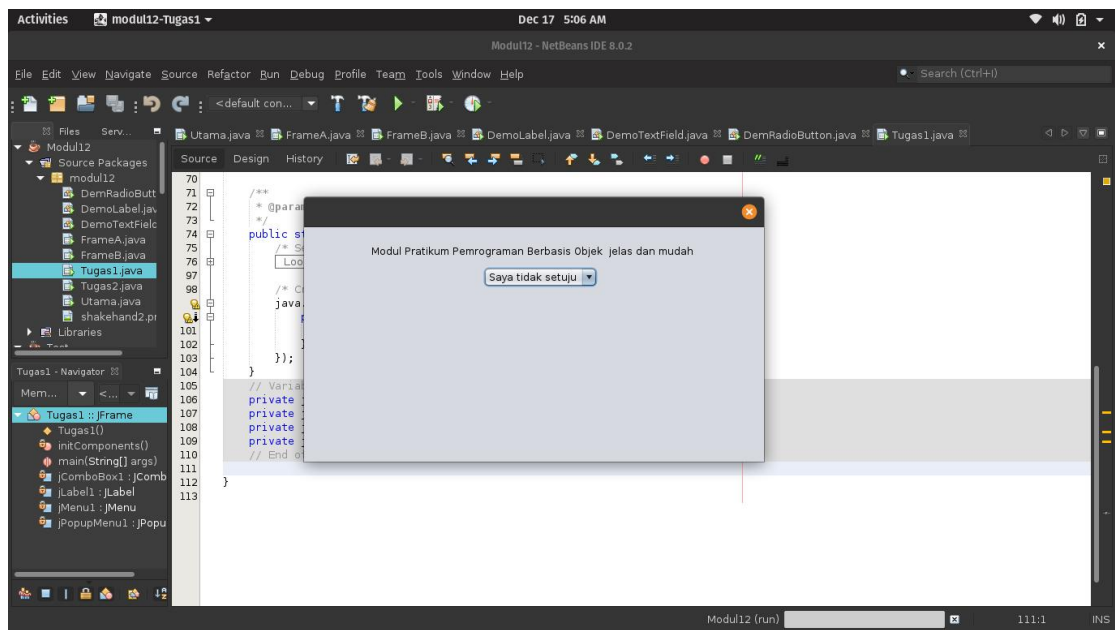 Activities modul12-Tugas1 Dec 17 5:06 AM
Modul12 - NetBeans IDE 8.0.2
File Edit View Navigate Source Refactor Run Debug Profile Team Tools Window Help Search (Ctrl+I)
<default con...
Files Serv...
Utama.java FrameA.java FrameB.java DemoLabel.java DemoTextField.java DemRadioButton.java Tugas1.java
Modul12
Source Packages
modul12
DemRadioButt
DemoLabel.jav
DemoTextField
FrameA.java
FrameB.java
Tugas1.java
Tugas2.java
Utama.java
shakehand2.pr
Libraries
Test
Source Design History
70
71 /**
72 * @param
73 */
74 public st
75 /* Se
76 Loo
97
98 /* C
java.
101
102 }
103 });
104 }
105 // Varia
106 private j
107 private j
108 private j
109 private j
110 // End o
111
112 }
113
Modul Pratikum Pemrograman Berbasis Objek jelas dan mudah
Saya tidak setuju
Tugas1 - Navigator
Mem... <...
Tugas1 :: JFrame
Tugas1()
initComponents()
main(String[] args)
jComboBox1 : JComb
jLabel1 : JLabel
jMenu1 : JMenu
jPopupMenu1 : JPopu
Modul12 (run) 111:1 INS